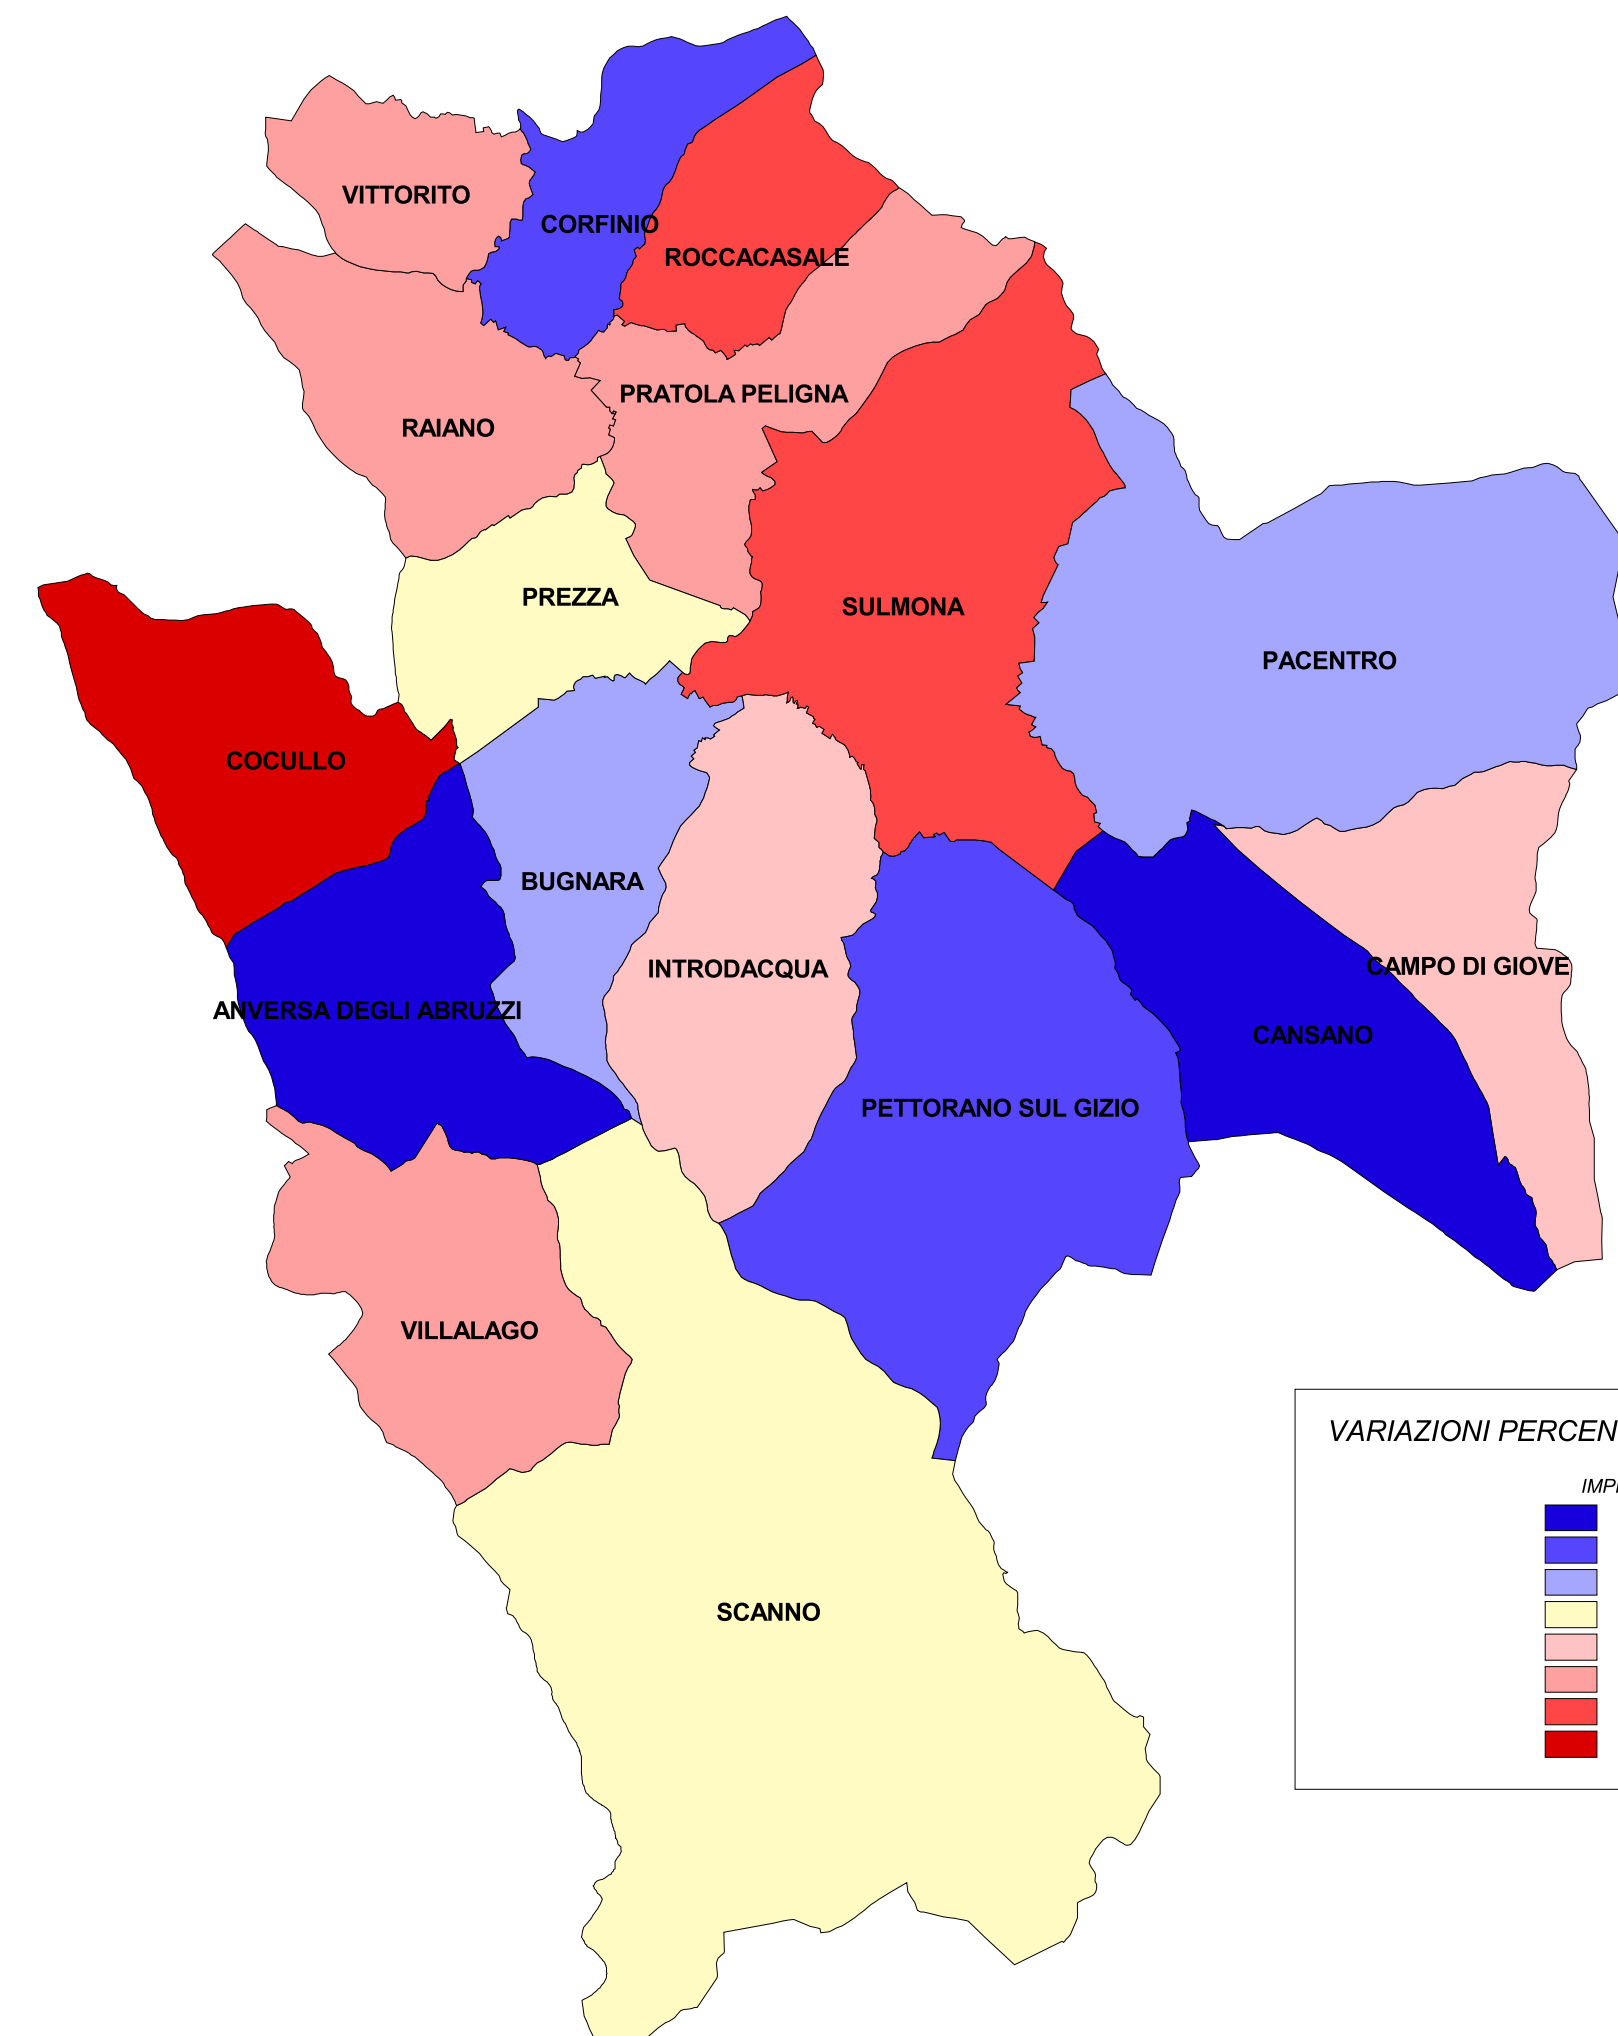 VITTORITO
CORFINIO
ROCCACASALE
PRATOLA PELIGNA
RAIANO
PREZZA
SULMONA
PACENTRO
COCULLO
BUGNARA
INTRODACQUA
CAMPO DI GIOVE
ANVERSA DEGLI ABRUZZI
CANSANO
PETTORANO SUL GIZIO
VILLALAGO
VARIAZIONI PERCEN
IMP
SCANNO